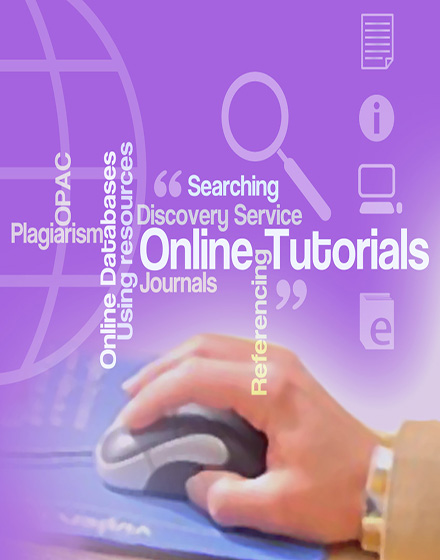 OPAC
Plagiarism
Online Databases
Using resources
“ Searching
Discovery Service
Online Tutorials
Journals
Referencing ”
i
e